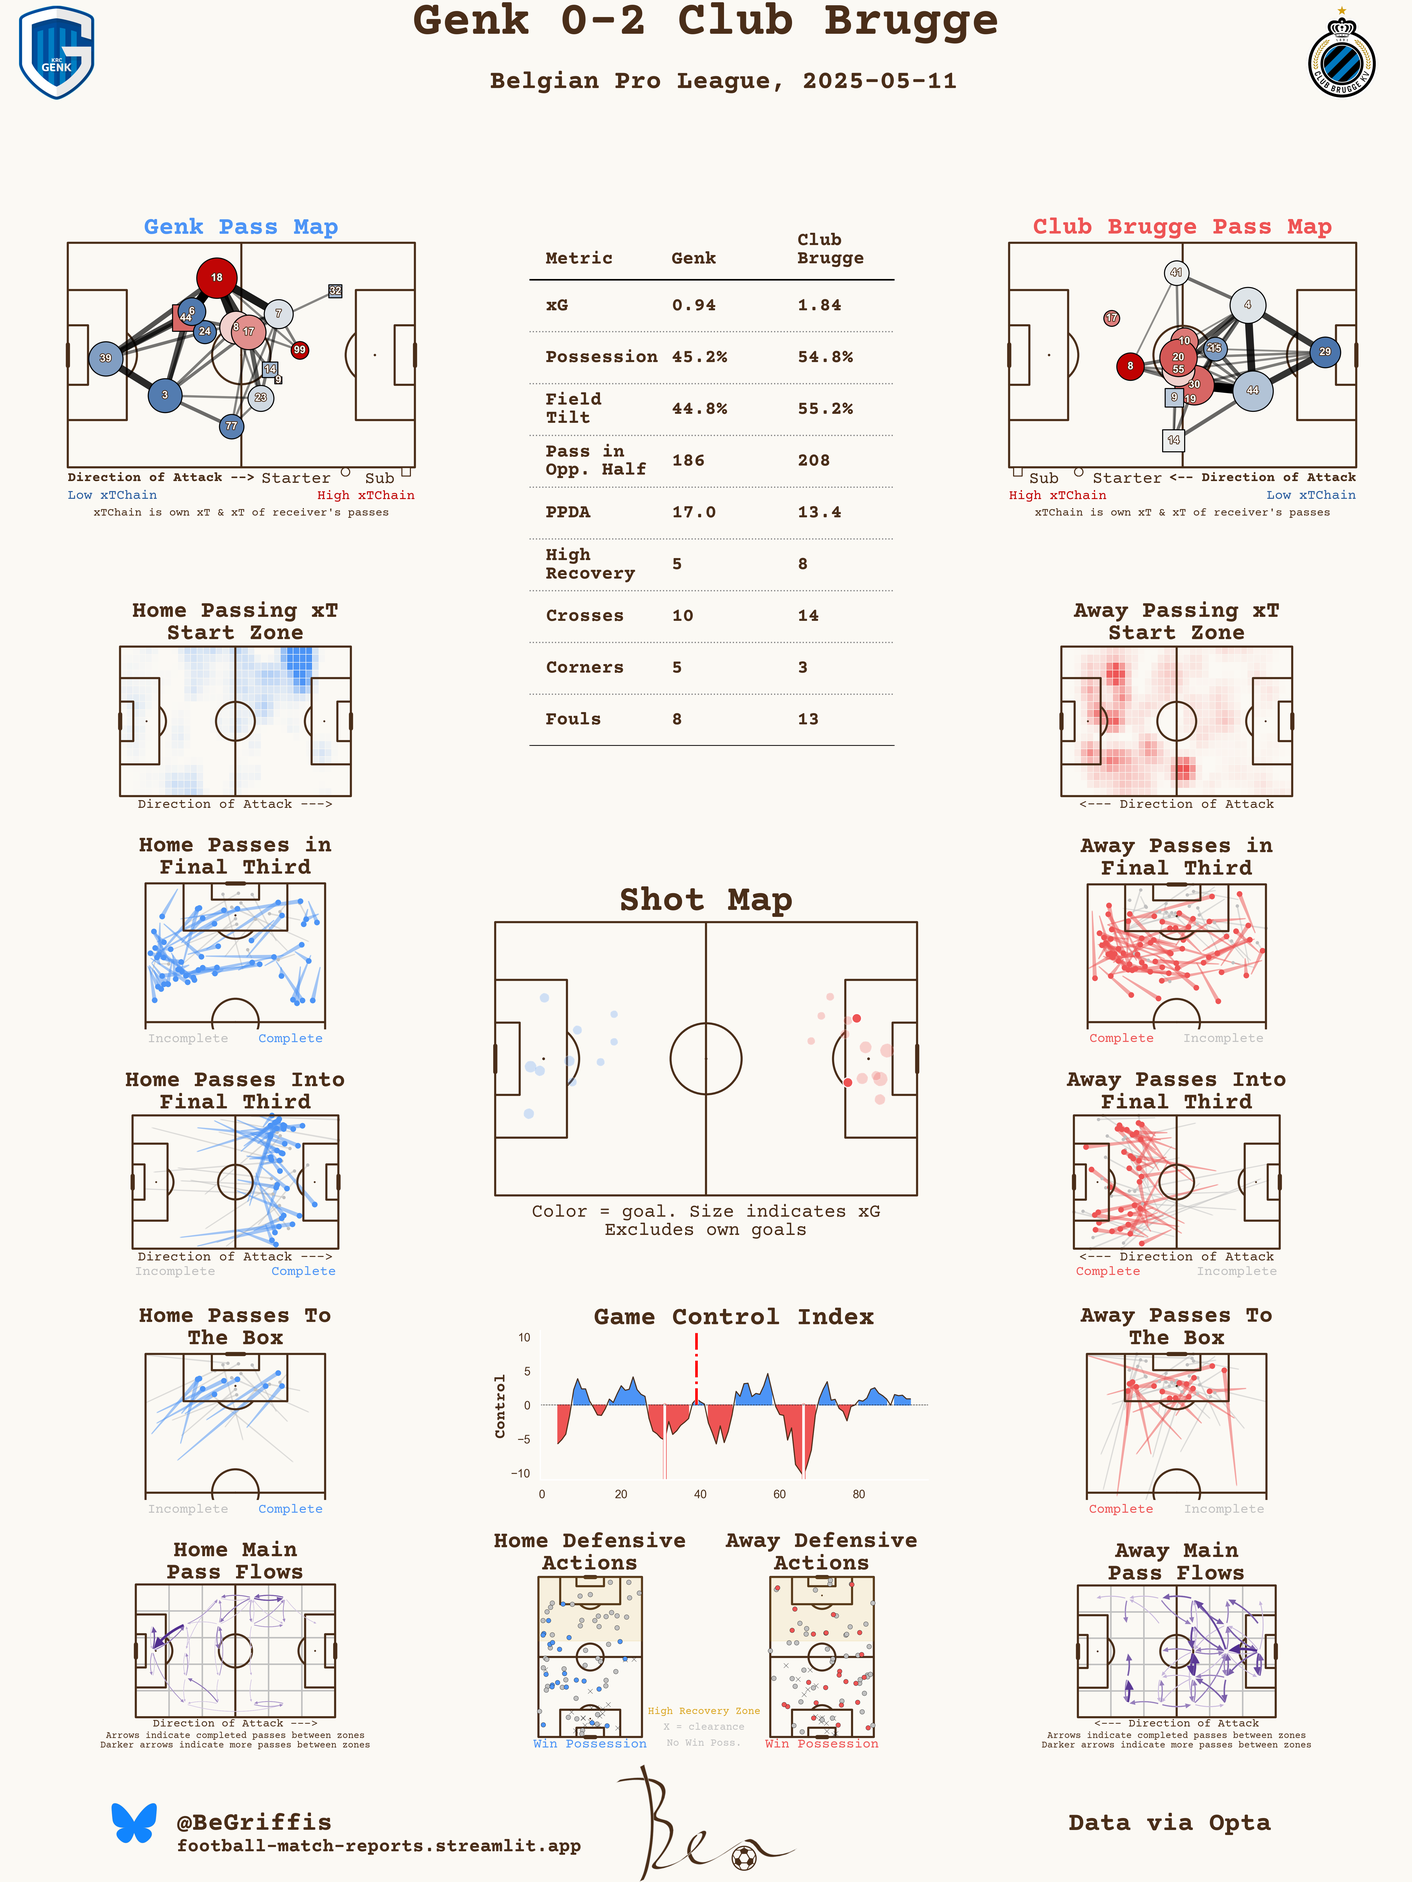 Genk 0-2 Club Brugge
Belgian Pro League, 2025-05-11
KRC
GENK
CLUB BRUGGE KV
Genk Pass Map
18
32
6
44
24
8
17
7
99
39
14
9
3
23
77
Direction of Attack --> Starter Sub
Low xTChain High xTChain
xTChain is own xT & xT of receiver's passes
Metric Genk Club Brugge
xG 0.94 1.84
Possession 45.2% 54.8%
Field Tilt 44.8% 55.2%
Pass in Opp. Half 186 208
PPDA 17.0 13.4
High Recovery 5 8
Crosses 10 14
Corners 5 3
Fouls 8 13
Club Brugge Pass Map
41
4
17
10
15
20
29
8
55
30
44
9
19
14
Sub Starter <-- Direction of Attack
High xTChain Low xTChain
xTChain is own xT & xT of receiver's passes
Home Passing xT
Start Zone
Direction of Attack --->
Away Passing xT
Start Zone
<--- Direction of Attack
Home Passes in
Final Third
Incomplete Complete
Away Passes in
Final Third
Complete Incomplete
Shot Map
Color = goal. Size indicates xG
Excludes own goals
Home Passes Into
Final Third
Direction of Attack --->
Incomplete Complete
Away Passes Into
Final Third
<--- Direction of Attack
Complete Incomplete
Home Passes To
The Box
Incomplete Complete
Game Control Index
Control
10
5
0
−5
−10
0 20 40 60 80
Away Passes To
The Box
Complete Incomplete
Home Main
Pass Flows
Direction of Attack --->
Arrows indicate completed passes between zones
Darker arrows indicate more passes between zones
Home Defensive
Actions
Win Possession
Away Defensive
Actions
Win Possession
High Recovery Zone
X = clearance
No Win Poss.
Away Main
Pass Flows
<--- Direction of Attack
Arrows indicate completed passes between zones
Darker arrows indicate more passes between zones
@BeGriffis
football-match-reports.streamlit.app
Ben
Data via Opta